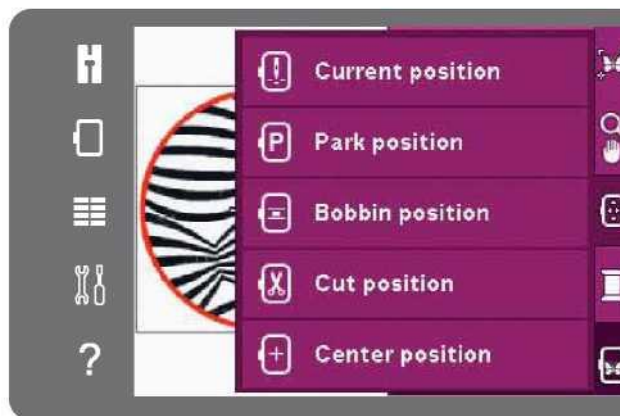 Current position
P Park position
Bobbin position
Cut position
Center position
?